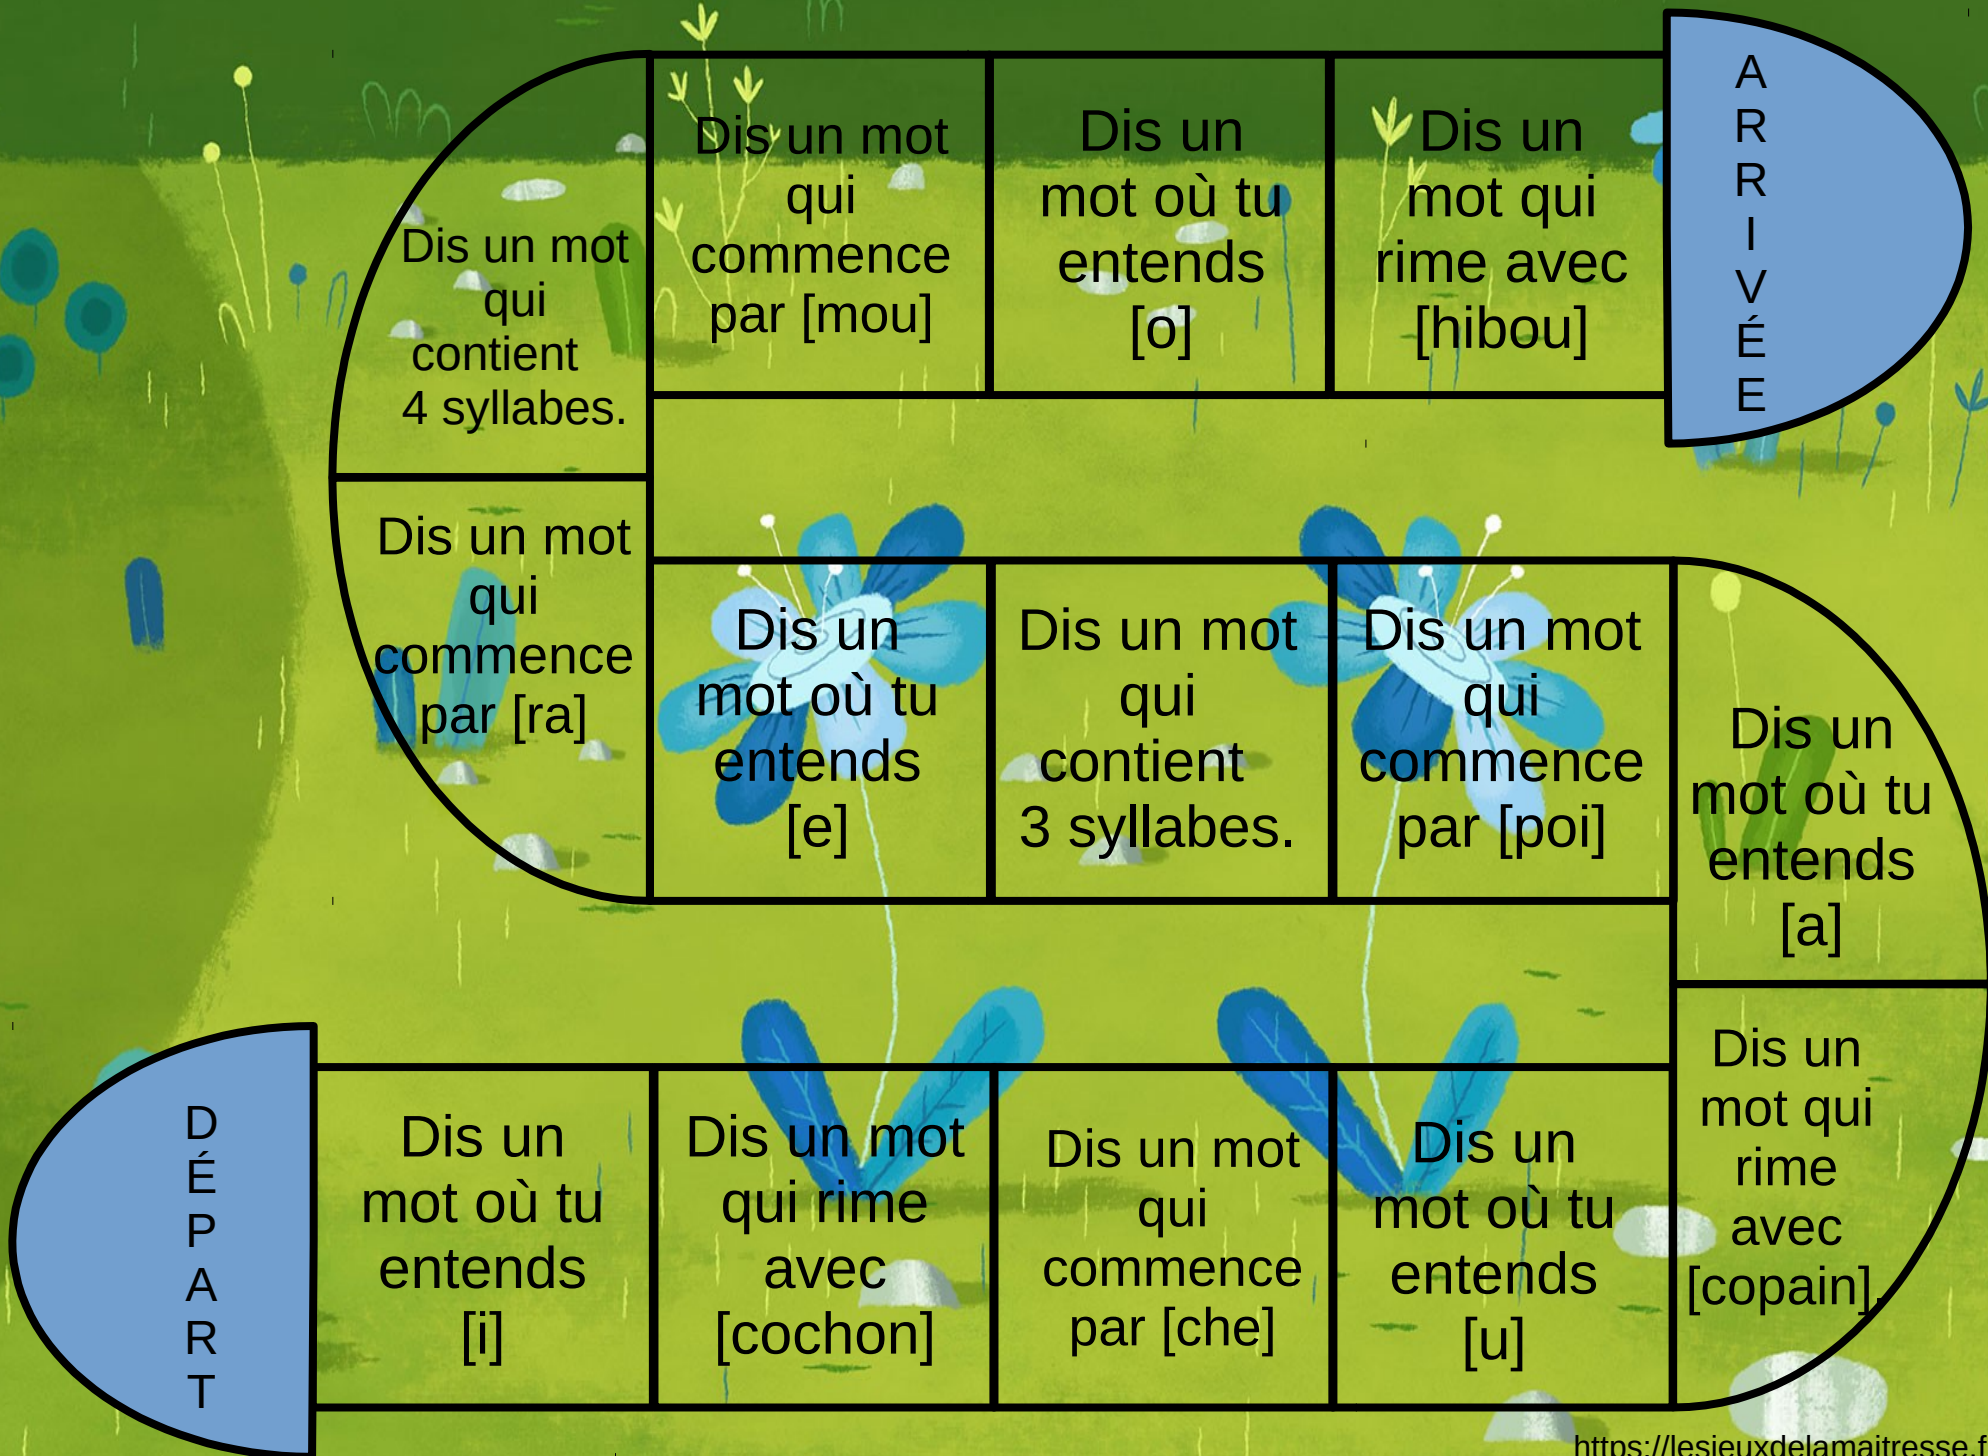 Dis un mot
qui
commence
par [mou]
Dis un
mot où tu
entends
[o]
Dis un
mot qui
rime avec
[hibou]
A
R
R
I
V
É
E
Dis un mot
qui
contient
4 syllabes.
Dis un mot
qui
commence
par [ra]
Dis un
mot où tu
entends
[e]
Dis un mot
qui
contient
3 syllabes.
Dis un mot
qui
commence
par [poi]
Dis un
mot où tu
entends
[a]
D
É
P
A
R
T
Dis un
mot où tu
entends
[i]
Dis un mot
qui rime
avec
[cochon]
Dis un mot
qui
commence
par [che]
Dis un
mot où tu
entends
[u]
Dis un
mot qui
rime
avec
[copain].
https://lesjeuxdelamaitresse.f